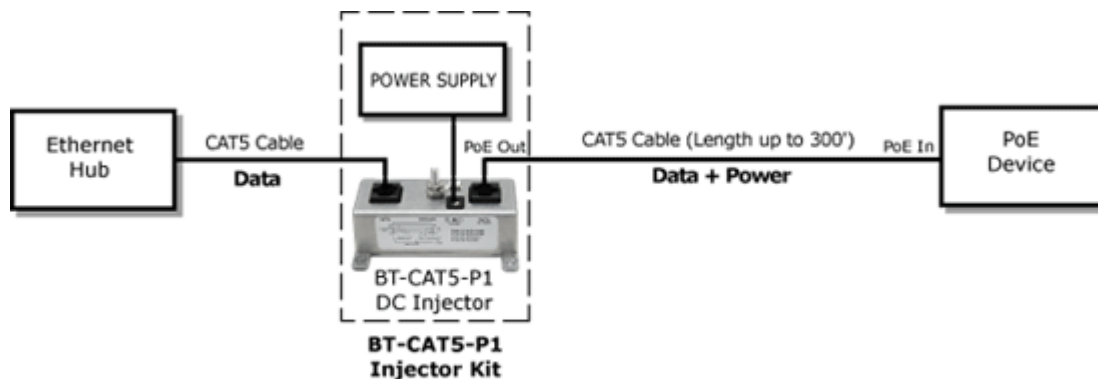 POWER SUPPLY
Ethernet
Hub
CAT5 Cable
Data
PoE Out
CAT5 Cable (Length up to 300')
Data + Power
PoE In
PoE
Device
BT-CAT5-P1
DC Injector
BT-CAT5-P1
Injector Kit